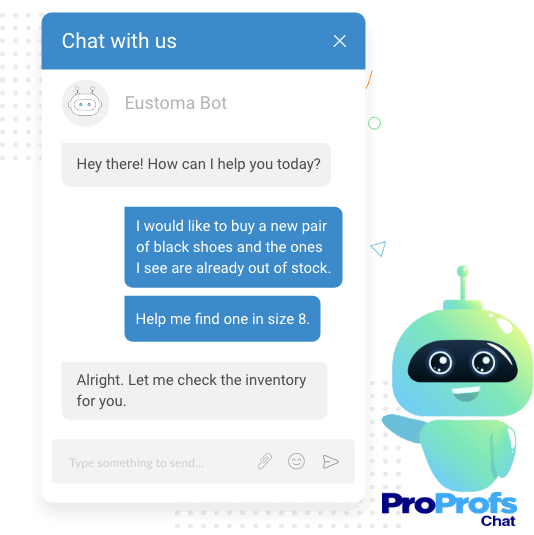 Chat with us
Eustoma Bot
Hey there! How can I help you today?
I would like to buy a new pair
of black shoes and the ones
I see are already out of stock.
Help me find one in size 8.
Alright. Let me check the inventory
for you.
Type something to send...
ProProfs
Chat